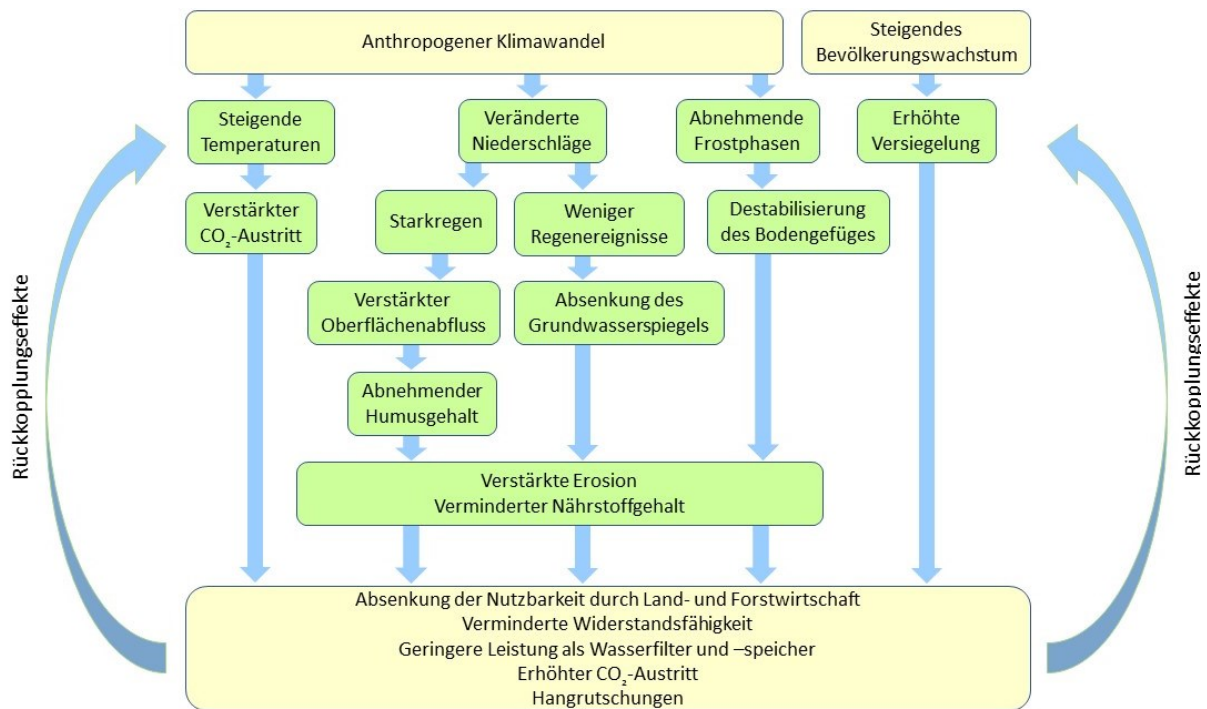 Anthropogener Klimawandel
Steigendes
Bevölkerungswachstum
Steigende
Temperaturen
Veränderte
Niederschläge
Abnehmende
Frostphasen
Erhöhte
Versiegelung
Verstärkter
CO₂-Austritt
Starkregen
Weniger
Regenereignisse
Destabilisierung
des Bodengefüges
Verstärkter
Oberflächenabfluss
Absenkung des
Grundwasserspiegels
Abnehmender
Humusgehalt
Verstärkte Erosion
Verminderter Nährstoffgehalt
Absenkung der Nutzbarkeit durch Land- und Forstwirtschaft
Verminderte Widerstandsfähigkeit
Geringere Leistung als Wasserfilter und –speicher
Erhöhter CO₂-Austritt
Hangrutschungen
Rückkopplungseffekte
Rückkopplungseffekte